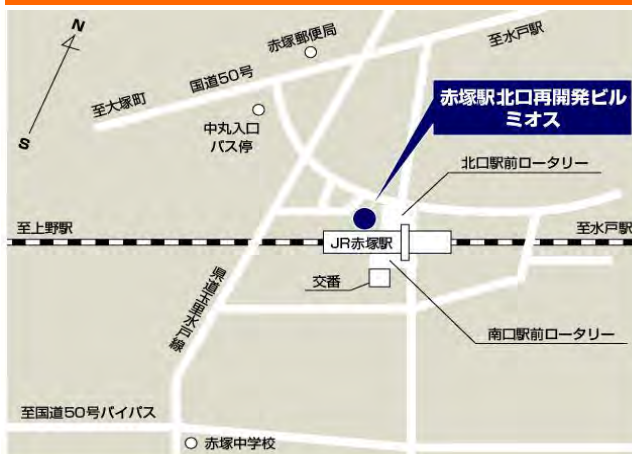 N
赤塚郵便局
至水戸駅
国道50号
至大塚町
赤塚駅北口再開発ビル
ミオス
中丸入口
バス停
北口駅前ロータリー
S
至上野駅
至水戸駅
JR赤塚駅
交番
県道玉里水戸線
南口駅前ロータリー
至国道50号バイパス
赤塚中学校